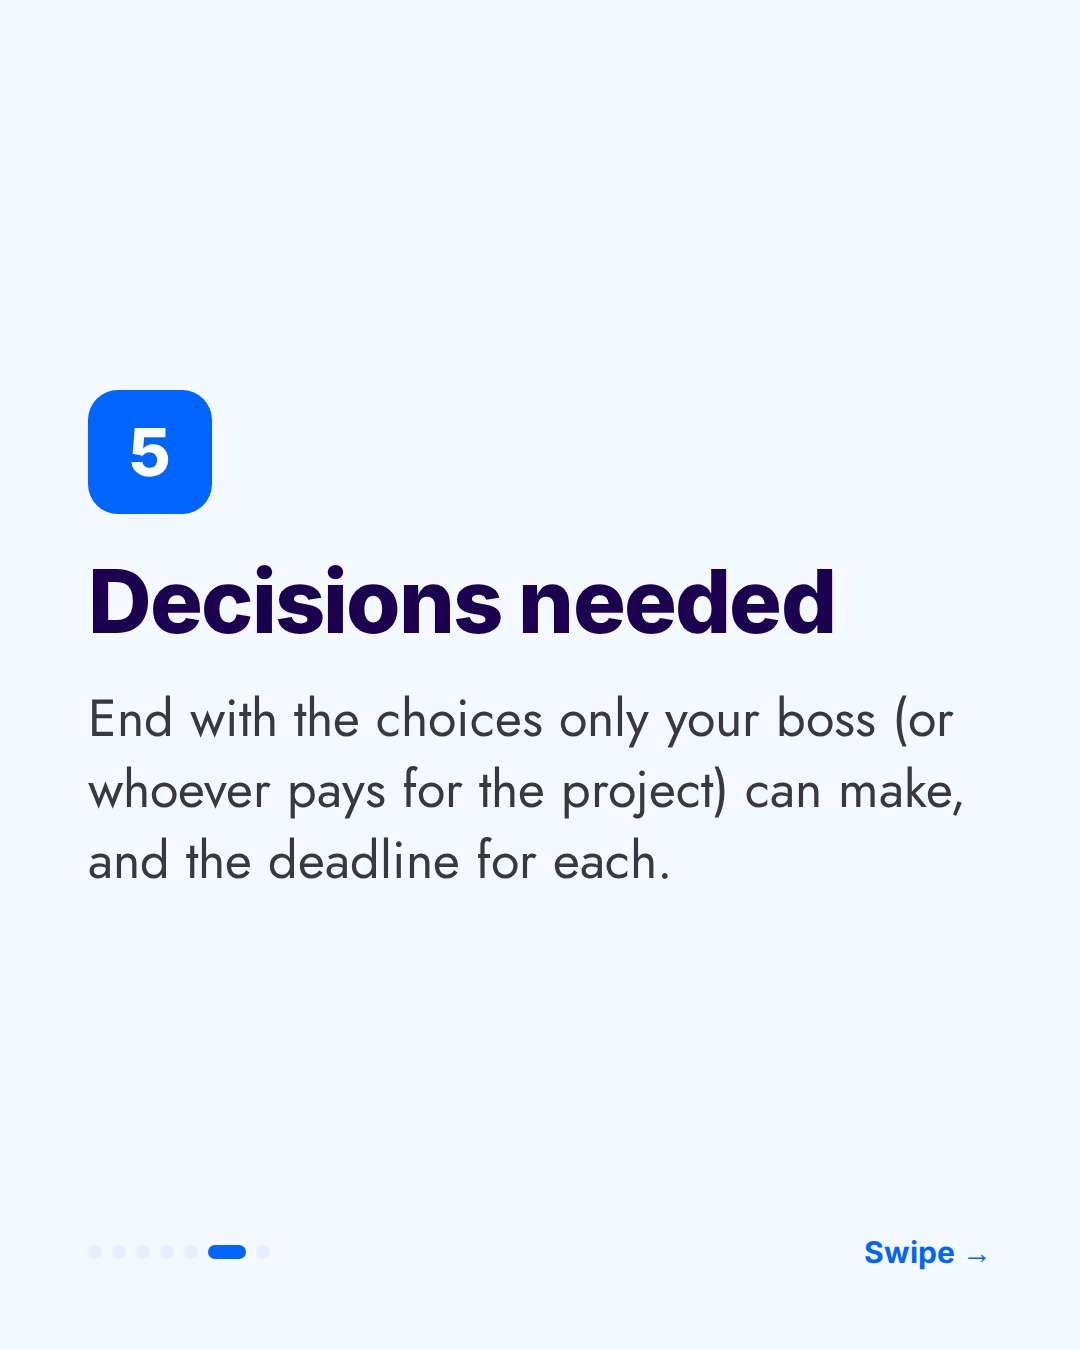 5
Decisions needed
End with the choices only your boss (or
whoever pays for the project) can make,
and the deadline for each.
Swipe →